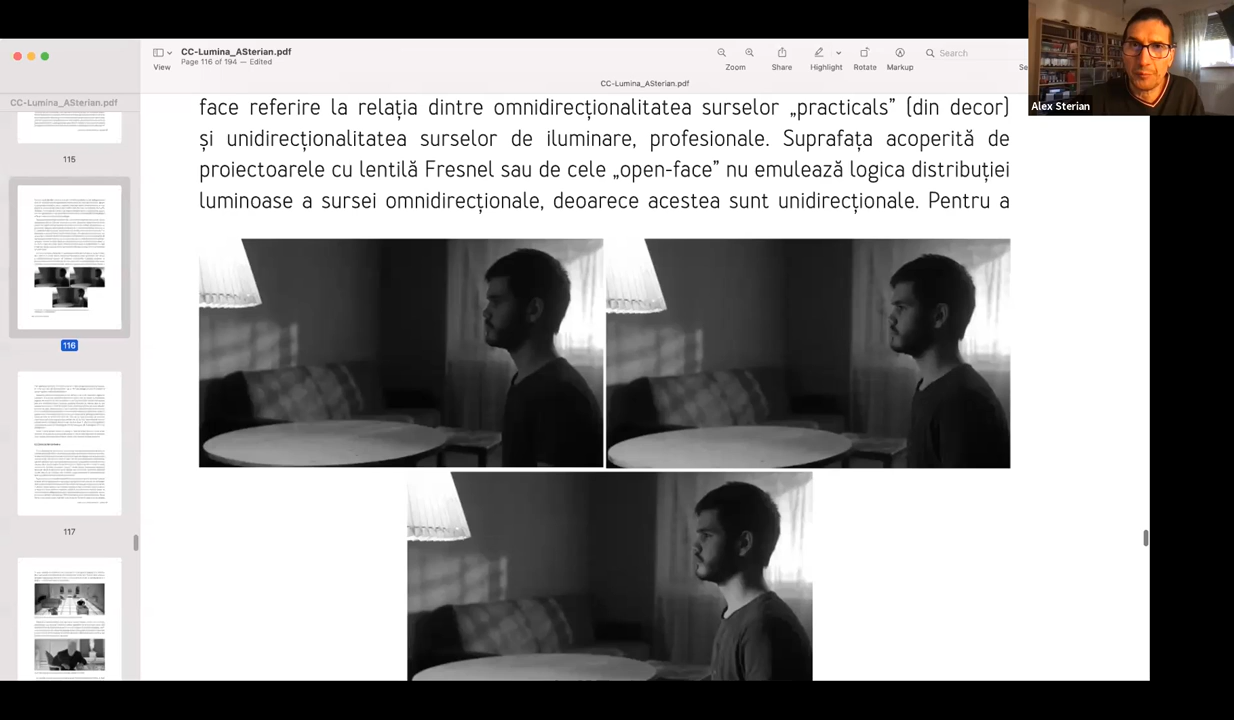 CC-Lumina_ASterian.pdf
Page 116 of 194 — Edited
View
Zoom
Share
Highlight
Rotate
Markup
Search
Se
CC-Lumina_ASterian.pdf
CC-Lumina_ASterian.pdf
Alex Sterian
115
116
117
face referire la relația dintre omnidirecționalitatea surselor „practicals” (din decor)
și unidirecționalitatea surselor de iluminare, profesionale. Suprafața acoperită de
proiectoarele cu lentilă Fresnel sau de cele „open-face” nu emulează logica distribuției
luminoase a sursei omnidirecționale, deoarece acestea sunt unidirecționale. Pentru a